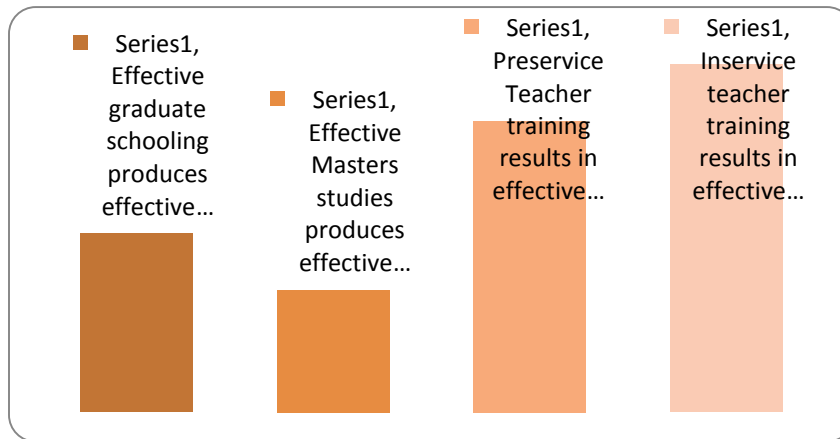 Series1,
Effective
graduate
schooling
produces
effective…
Series1,
Effective
Masters
studies
produces
effective…
Series1,
Preservice
Teacher
training
results in
effective…
Series1,
Inservice
teacher
training
results in
effective…